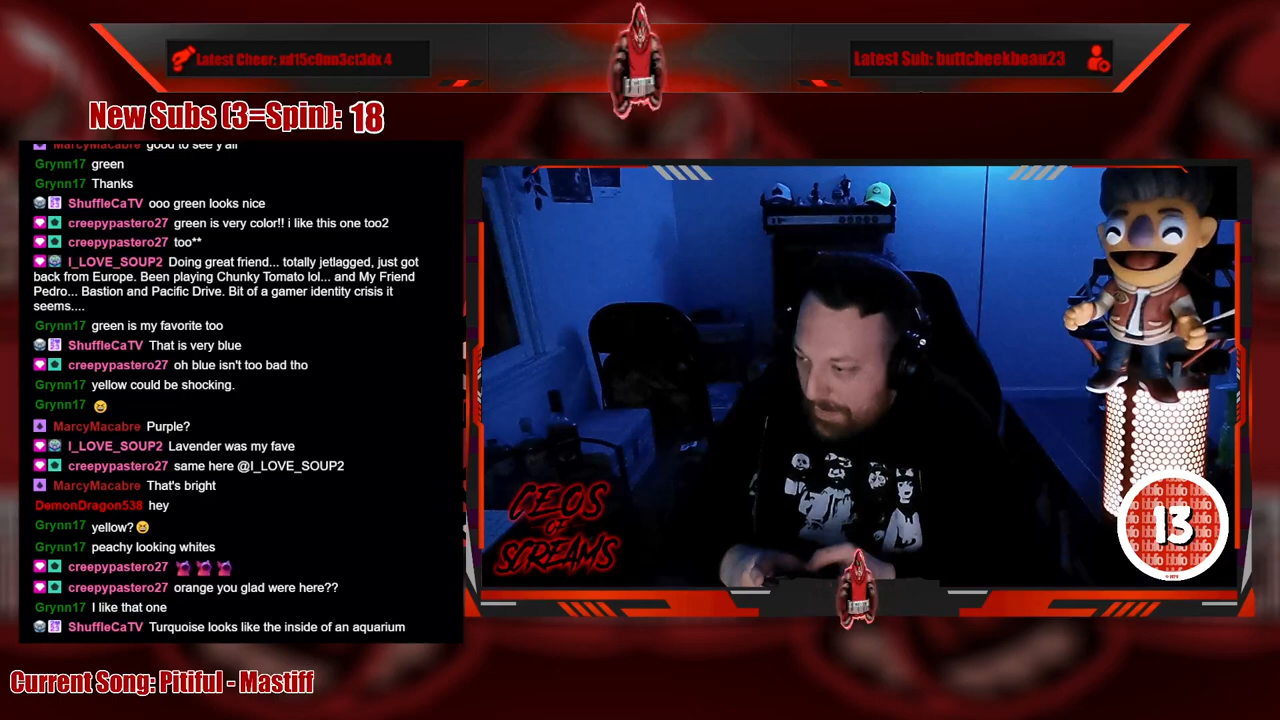 Latest Cheer: xd15c0nn3ct3dx 4
Latest Sub: buttcheekbeau23
New Subs (3=Spin): 18
MarcyMacabre good to see y'all
Grynn17 green
Grynn17 Thanks
ShuffleCaTV ooo green looks nice
creepypastero27 green is very color!! i like this one too2
creepypastero27 too**
I_LOVE_SOUP2 Doing great friend... totally jetlagged, just got
back from Europe. Been playing Chunky Tomato lol... and My Friend
Pedro... Bastion and Pacific Drive. Bit of a gamer identity crisis it
seems....
Grynn17 green is my favorite too
ShuffleCaTV That is very blue
creepypastero27 oh blue isn't too bad tho
Grynn17 yellow could be shocking.
Grynn17 😆
MarcyMacabre Purple?
I_LOVE_SOUP2 Lavender was my fave
creepypastero27 same here @I_LOVE_SOUP2
MarcyMacabre That's bright
DemonDragon538 hey
Grynn17 yellow?😆
Grynn17 peachy looking whites
creepypastero27
creepypastero27 orange you glad were here??
Grynn17 I like that one
ShuffleCaTV Turquoise looks like the inside of an aquarium
CEOS
OF
SCREAMS
13
Current Song: Pitiful - Mastiff